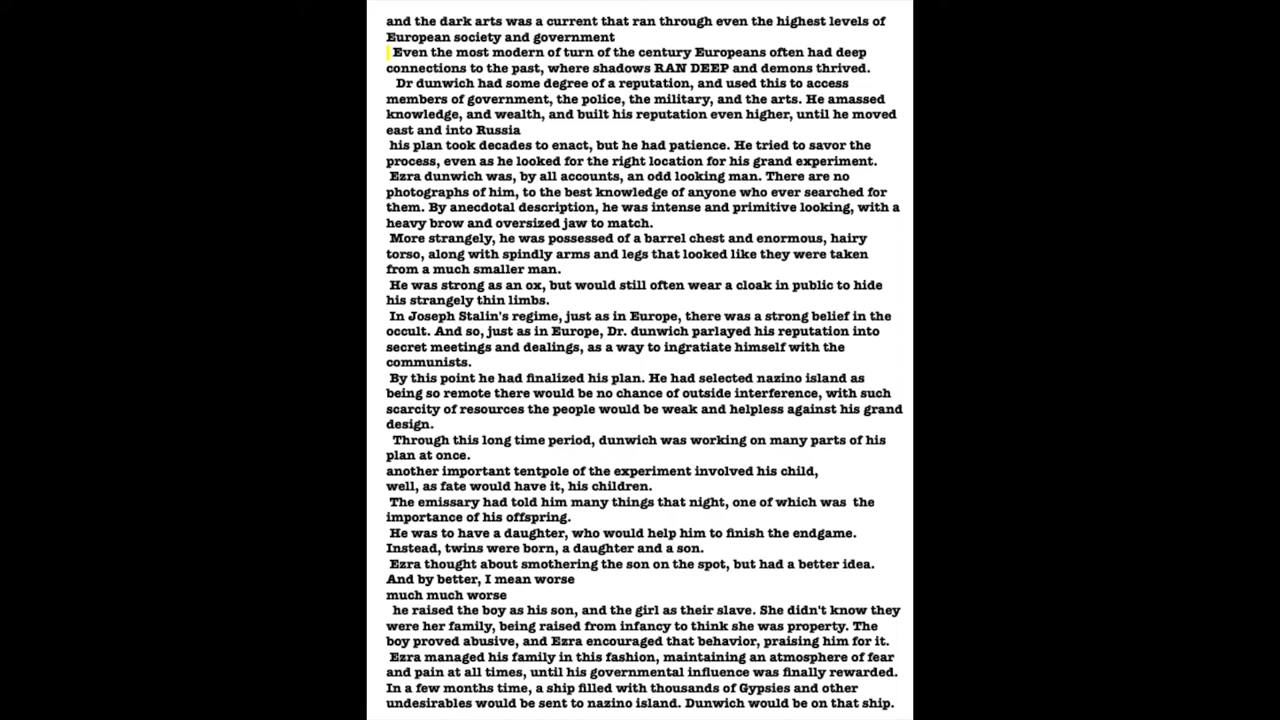 and the dark arts was a current that ran through even the highest levels of
European society and government
Even the most modern of turn of the century Europeans often had deep
connections to the past, where shadows RAN DEEP and demons thrived.
Dr dunwich had some degree of a reputation, and used this to access
members of government, the police, the military, and the arts. He amassed
knowledge, and wealth, and built his reputation even higher, until he moved
east and into Russia
his plan took decades to enact, but he had patience. He tried to savor the
process, even as he looked for the right location for his grand experiment.
Ezra dunwich was, by all accounts, an odd looking man. There are no
photographs of him, to the best knowledge of anyone who ever searched for
them. By anecdotal description, he was intense and primitive looking, with a
heavy brow and oversized jaw to match.
More strangely, he was possessed of a barrel chest and enormous, hairy
torso, along with spindly arms and legs that looked like they were taken
from a much smaller man.
He was strong as an ox, but would still often wear a cloak in public to hide
his strangely thin limbs.
In Joseph Stalin's regime, just as in Europe, there was a strong belief in the
occult. And so, just as in Europe, Dr. dunwich parlayed his reputation into
secret meetings and dealings, as a way to ingratiate himself with the
communists.
By this point he had finalized his plan. He had selected nazino island as
being so remote there would be no chance of outside interference, with such
scarcity of resources the people would be weak and helpless against his grand
design.
Through this long time period, dunwich was working on many parts of his
plan at once.
another important tentpole of the experiment involved his child,
well, as fate would have it, his children.
The emissary had told him many things that night, one of which was the
importance of his offspring.
He was to have a daughter, who would help him to finish the endgame.
Instead, twins were born, a daughter and a son.
Ezra thought about smothering the son on the spot, but had a better idea.
And by better, I mean worse
much much worse
he raised the boy as his son, and the girl as their slave. She didn't know they
were her family, being raised from infancy to think she was property. The
boy proved abusive, and Ezra encouraged that behavior, praising him for it.
Ezra managed his family in this fashion, maintaining an atmosphere of fear
and pain at all times, until his governmental influence was finally rewarded.
In a few months time, a ship filled with thousands of Gypsies and other
undesirables would be sent to nazino island. Dunwich would be on that ship.